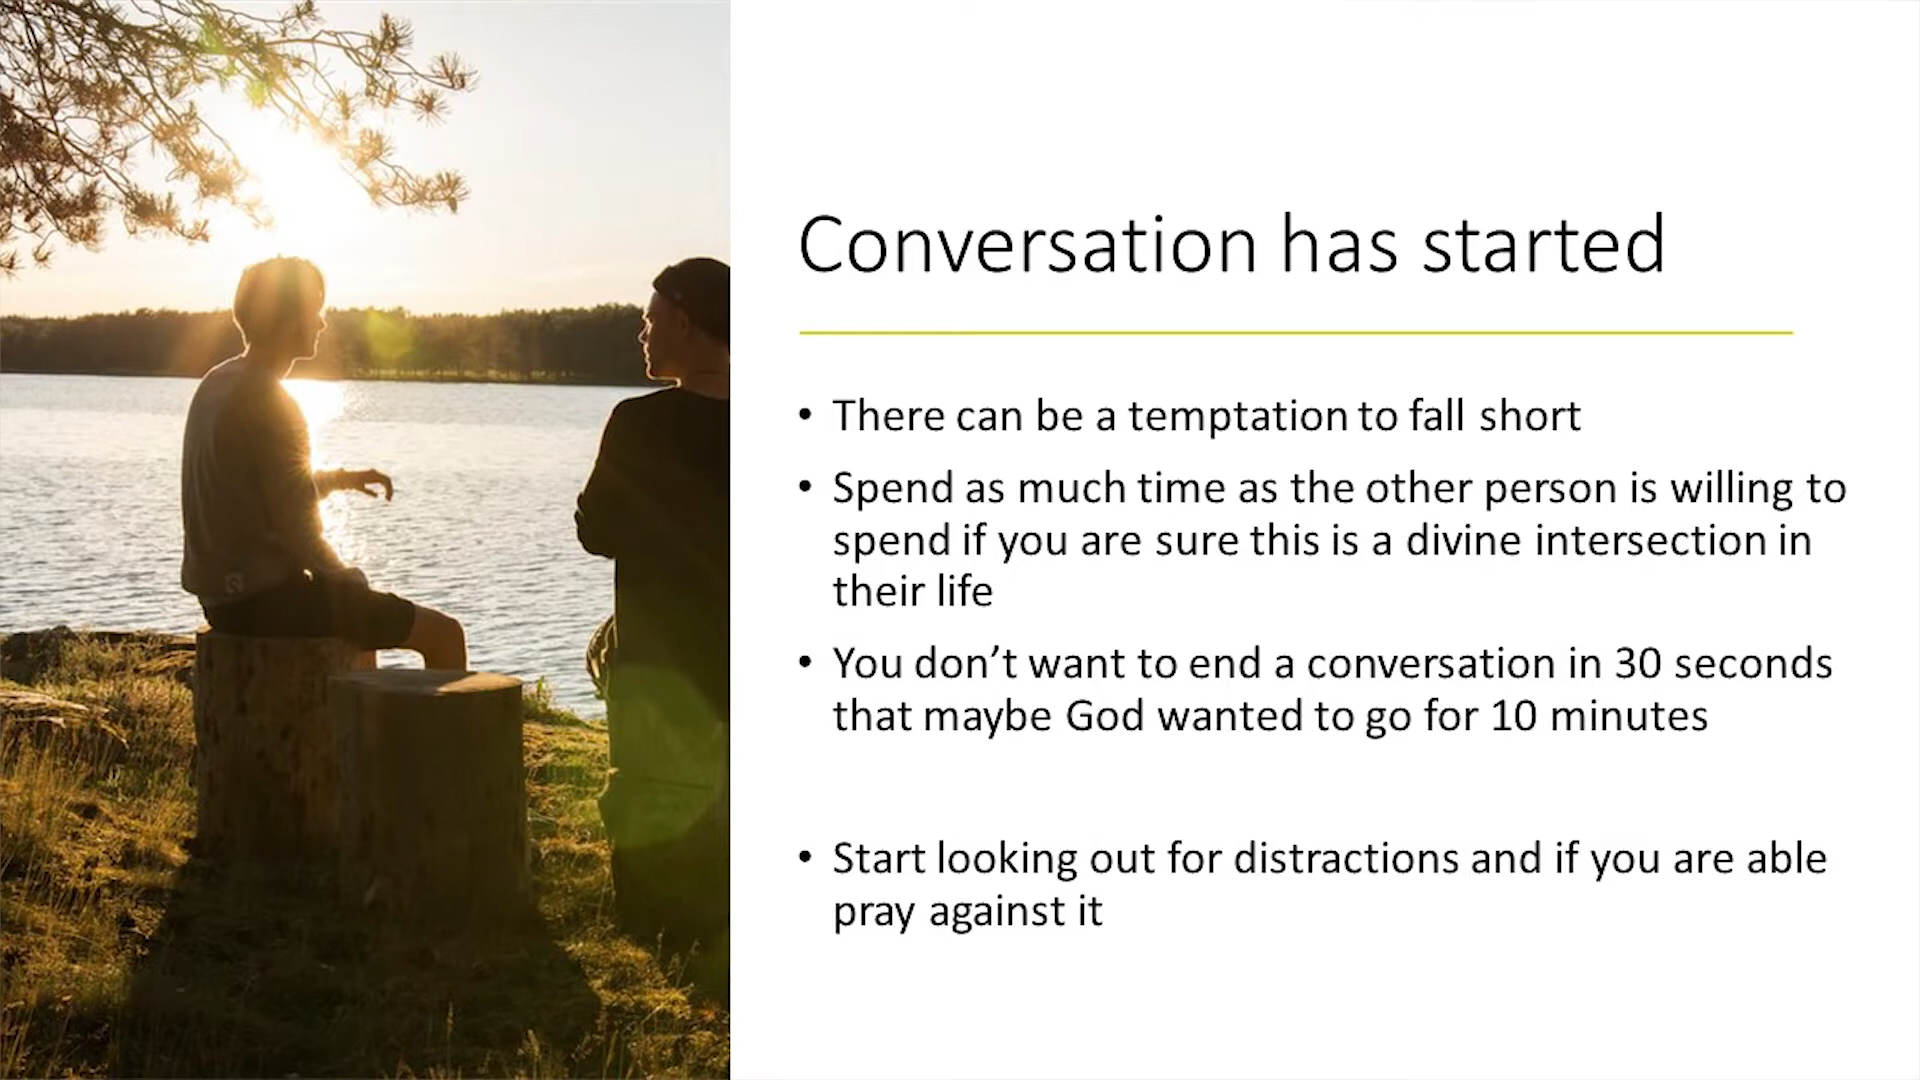 Conversation has started
• There can be a temptation to fall short
• Spend as much time as the other person is willing to
spend if you are sure this is a divine intersection in
their life
• You don’t want to end a conversation in 30 seconds
that maybe God wanted to go for 10 minutes
• Start looking out for distractions and if you are able
pray against it